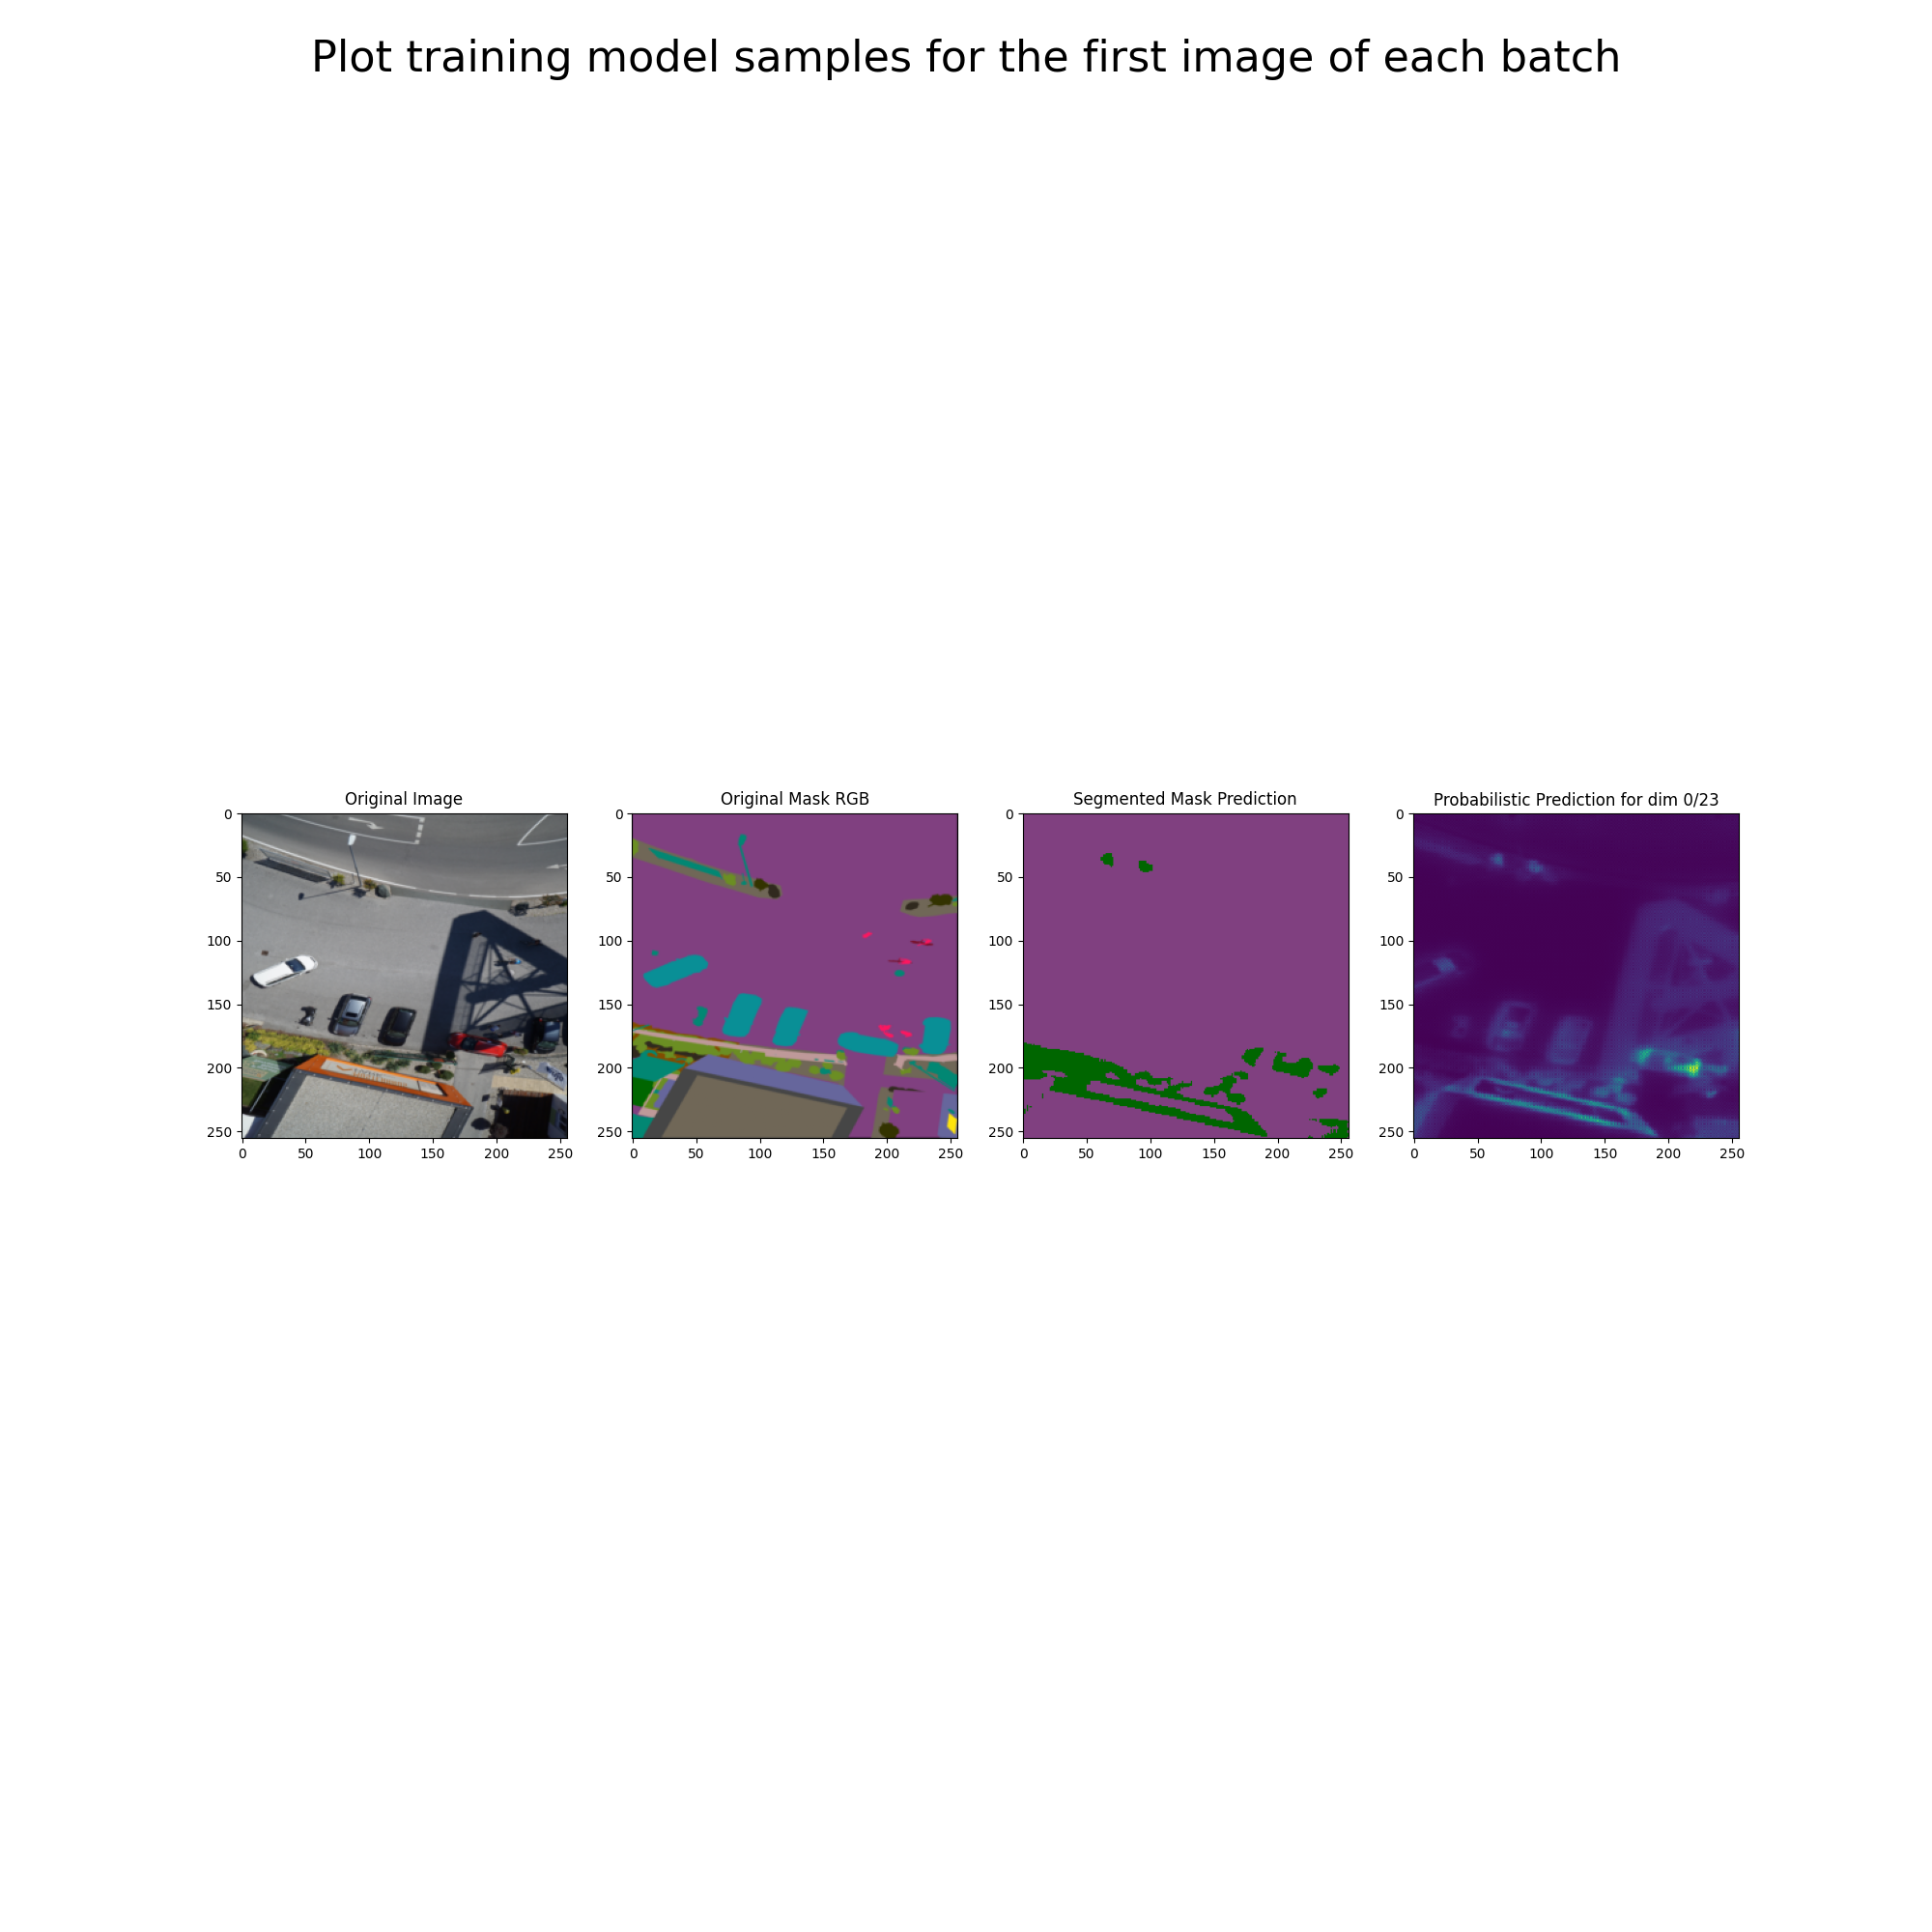 Plot training model samples for the first image of each batch
Original Image
Original Mask RGB
Segmented Mask Prediction
Probabilistic Prediction for dim 0/23
0
50
100
150
200
250
0 50 100 150 200 250
0
50
100
150
200
250
0 50 100 150 200 250
0
50
100
150
200
250
0 50 100 150 200 250
0
50
100
150
200
250
0 50 100 150 200 250